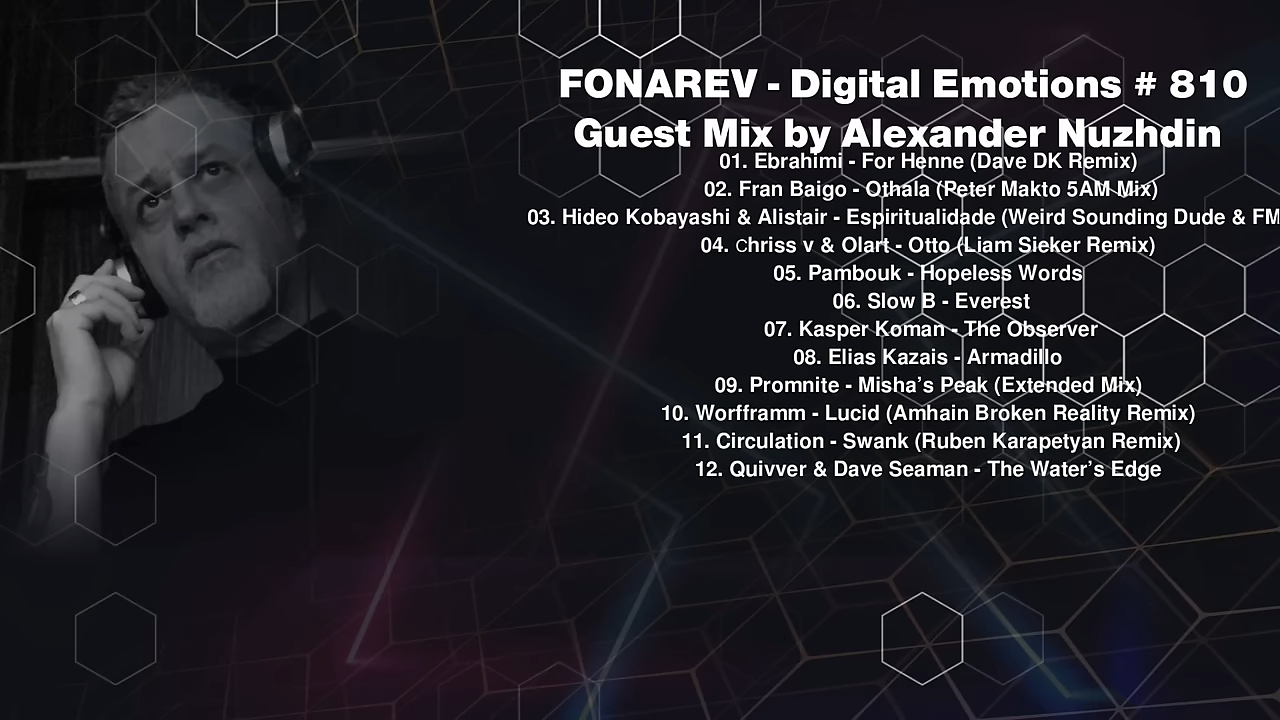 FONAREV - Digital Emotions # 810
Guest Mix by Alexander Nuzhdin
01. Ebrahimi - For Henne (Dave DK Remix)
02. Fran Baigo - Othala (Peter Makto 5AM Mix)
03. Hideo Kobayashi & Alistair - Espiritualidade (Weird Sounding Dude & FM
04. Chriss v & Olart - Otto (Liam Sieker Remix)
05. Pambouk - Hopeless Words
06. Slow B - Everest
07. Kasper Koman - The Observer
08. Elias Kazais - Armadillo
09. Promnite - Misha’s Peak (Extended Mix)
10. Worfframm - Lucid (Amhain Broken Reality Remix)
11. Circulation - Swank (Ruben Karapetyan Remix)
12. Quivver & Dave Seaman - The Water’s Edge